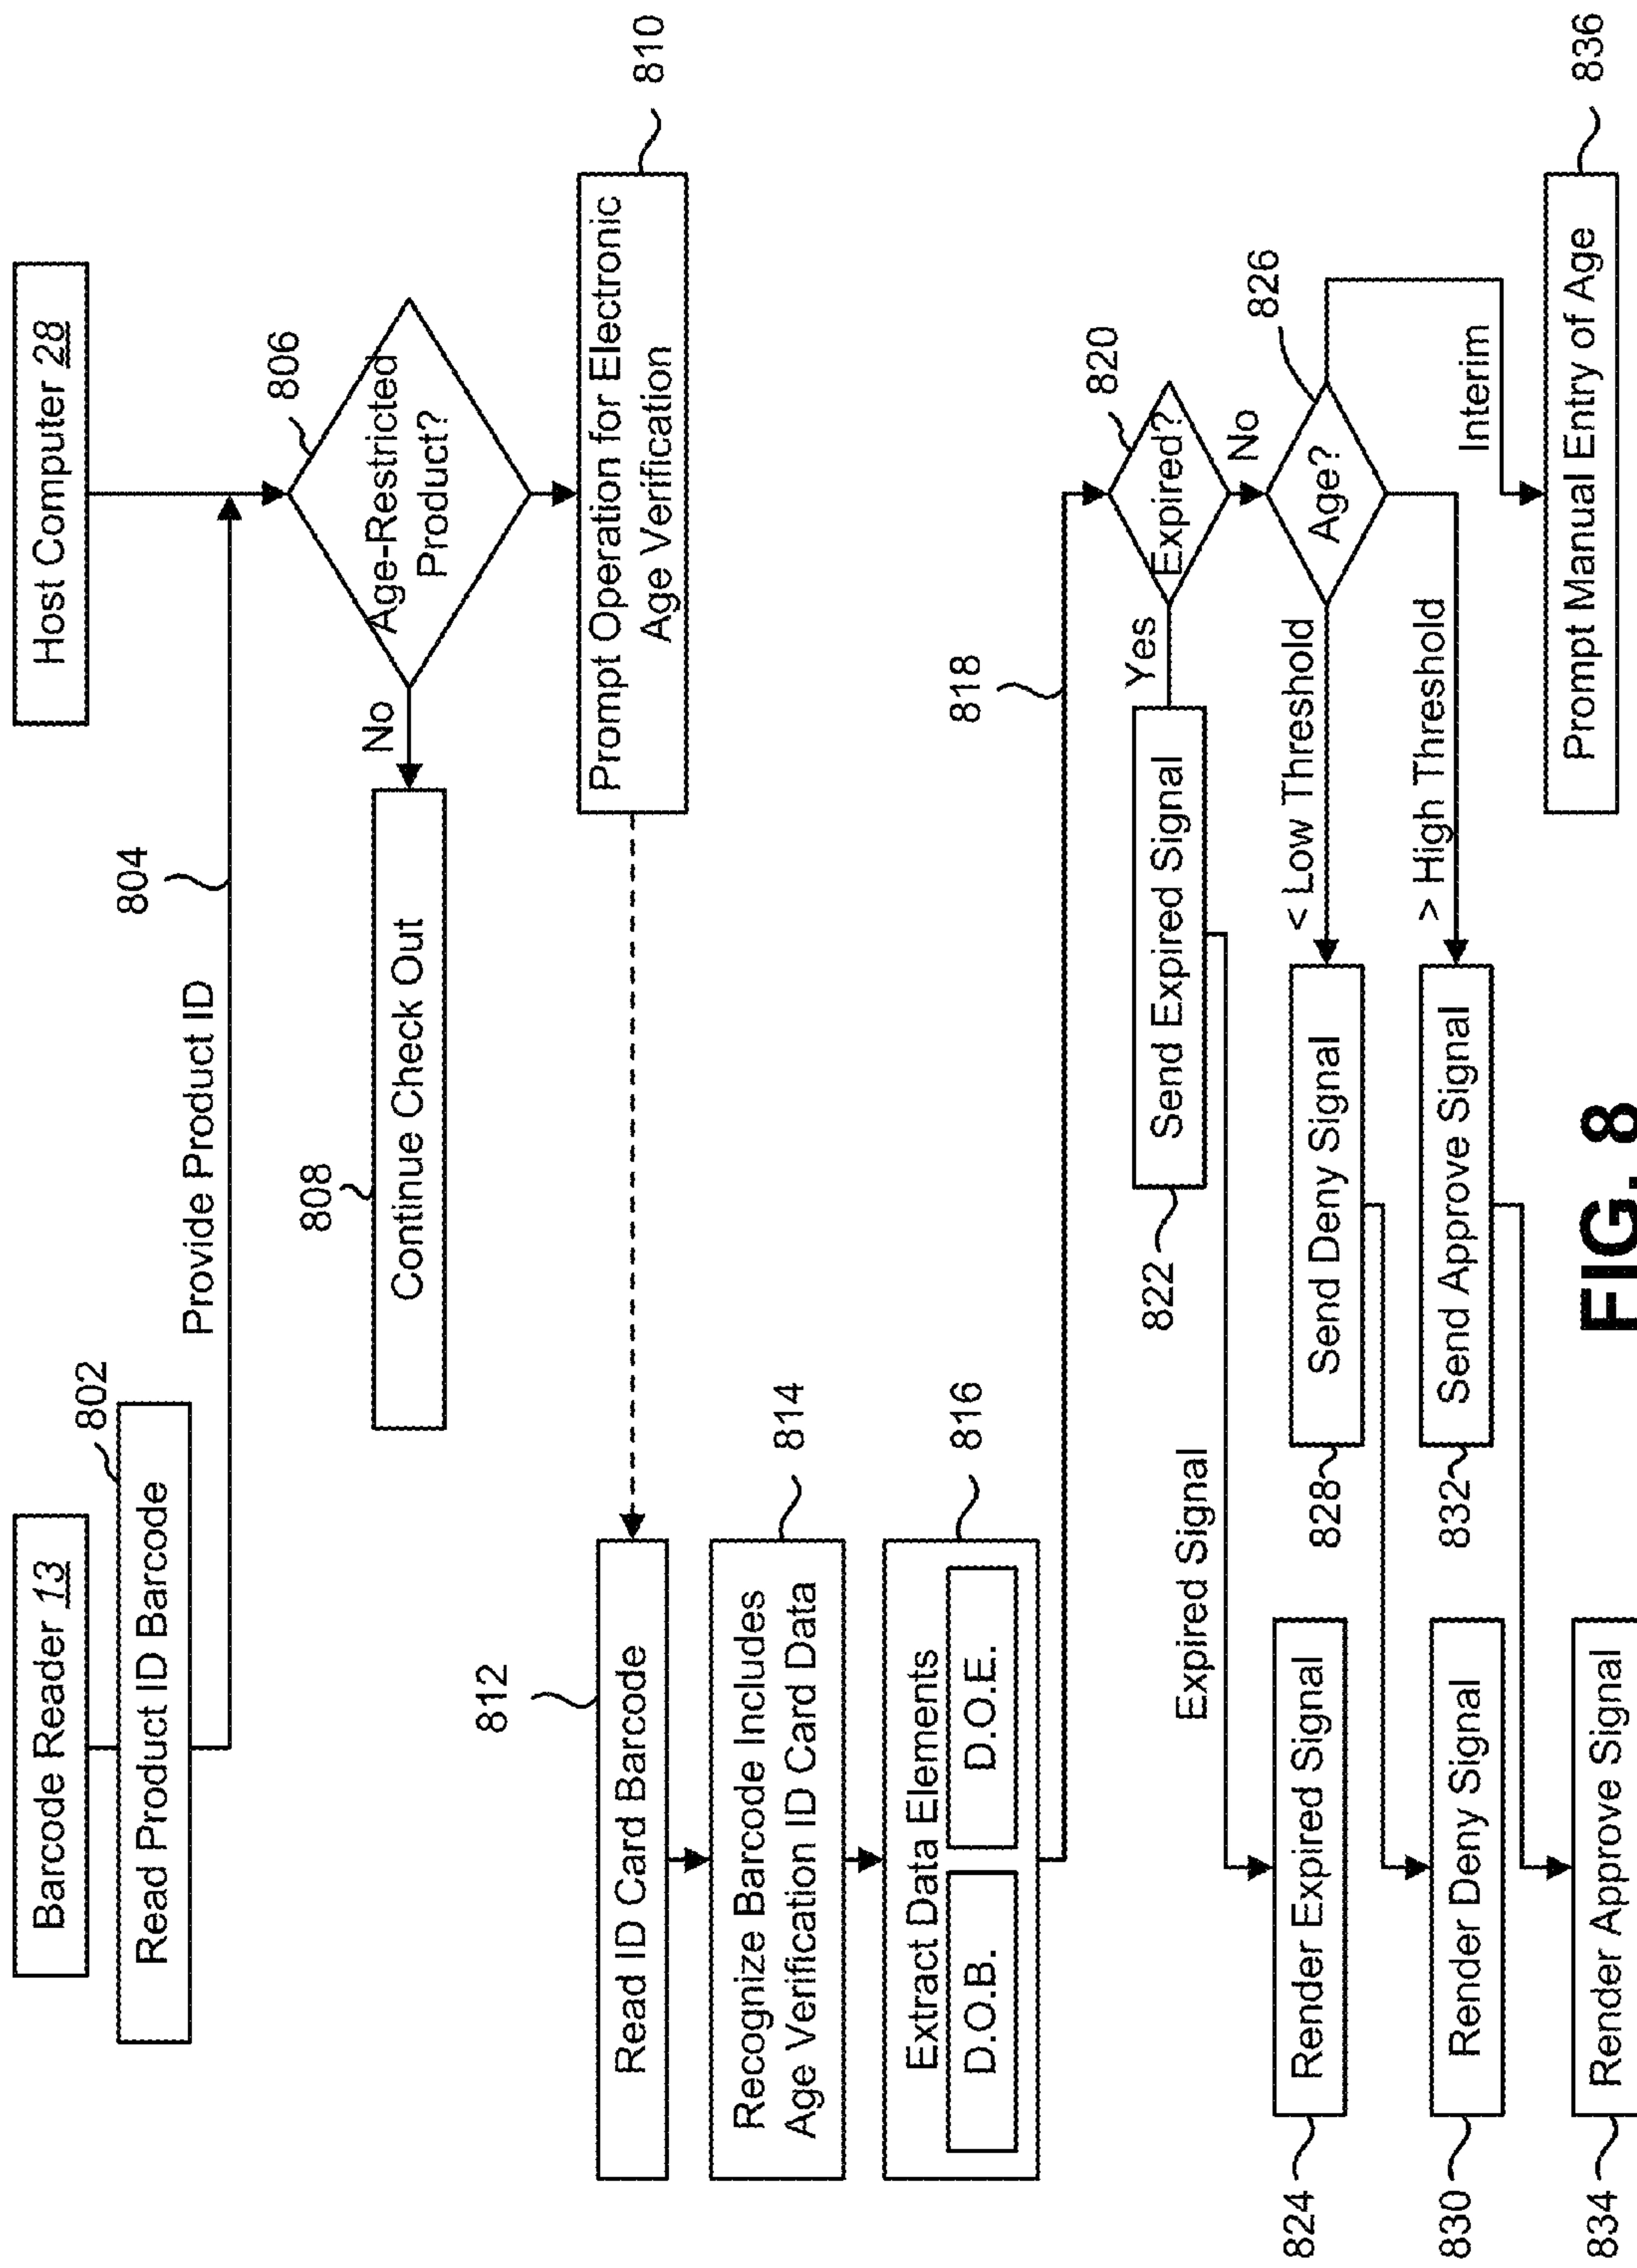 Barcode Reader 13
Host Computer 28
802
Read Product ID Barcode
804
Provide Product ID
806
Age-Restricted
Product?
No
808
Continue Check Out
810
Prompt Operation for Electronic
Age Verification
812
Read ID Card Barcode
814
Recognize Barcode Includes
Age Verification ID Card Data
816
Extract Data Elements
D.O.B.
D.O.E.
818
820
Expired?
Yes
No
822
Send Expired Signal
Expired Signal
824
Render Expired Signal
826
Age?
< Low Threshold
828
Send Deny Signal
830
Render Deny Signal
> High Threshold
832
Send Approve Signal
834
Render Approve Signal
Interim
836
Prompt Manual Entry of Age
FIG. 8